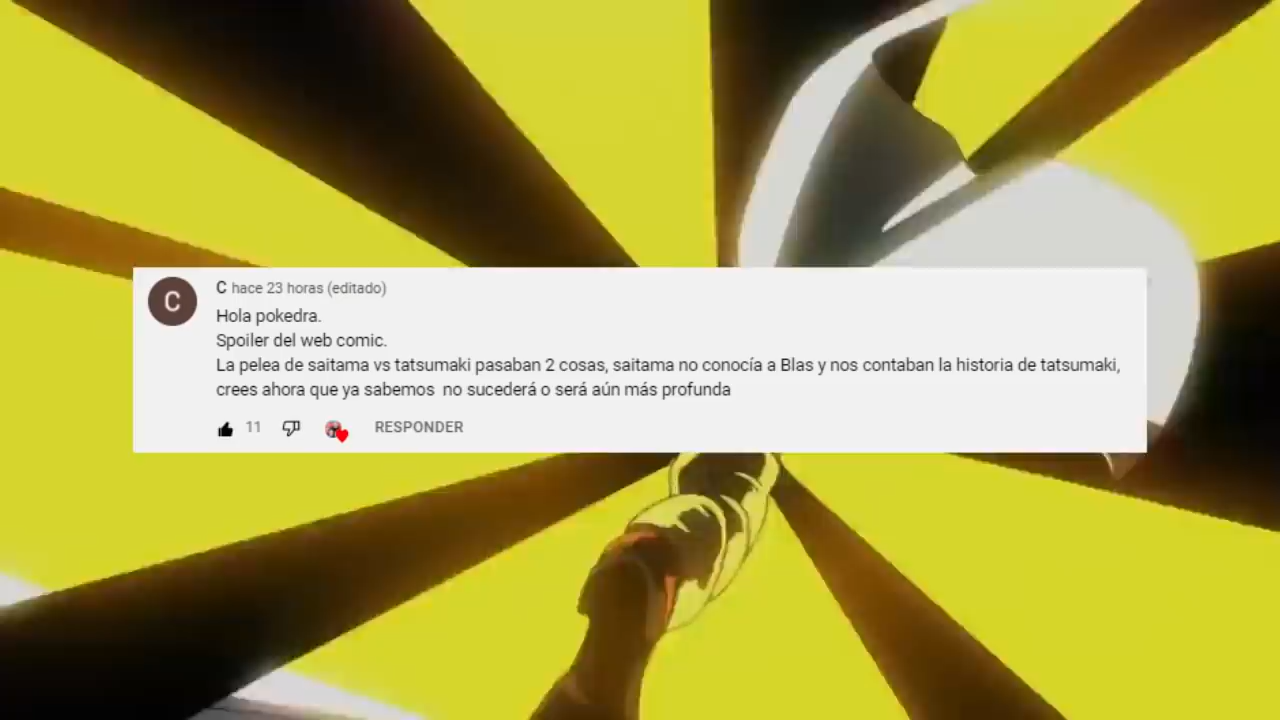 C hace 23 horas (editado)
C
Hola pokedra.
Spoiler del web comic.
La pelea de saitama vs tatsumaki pasaban 2 cosas, saitama no conocía a Blas y nos contaban la historia de tatsumaki,
crees ahora que ya sabemos no sucederá o será aún más profunda
11 RESPONDER